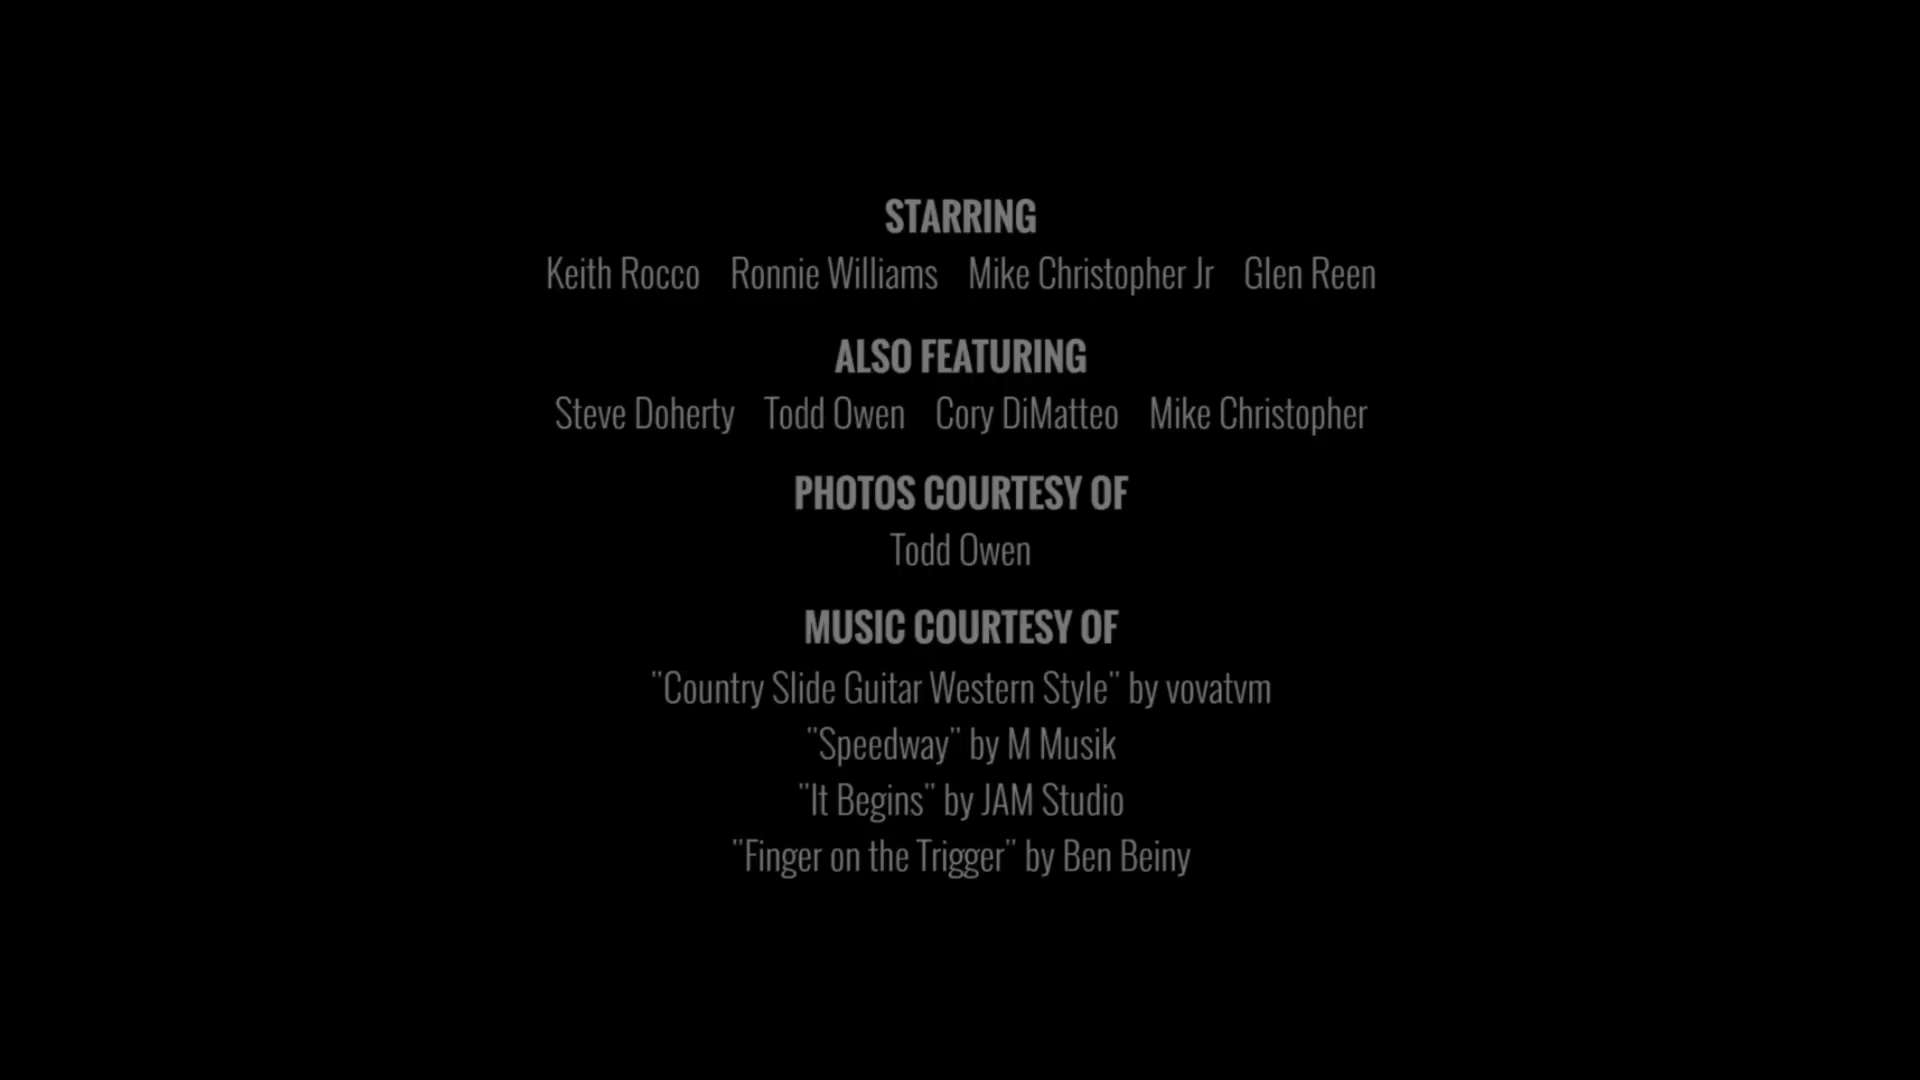 STARRING
Keith Rocco Ronnie Williams Mike Christopher Jr Glen Reen
ALSO FEATURING
Steve Doherty Todd Owen Cory DiMatteo Mike Christopher
PHOTOS COURTESY OF
Todd Owen
MUSIC COURTESY OF
"Country Slide Guitar Western Style" by vovatvm
"Speedway" by M Musik
"It Begins" by JAM Studio
"Finger on the Trigger" by Ben Beiny